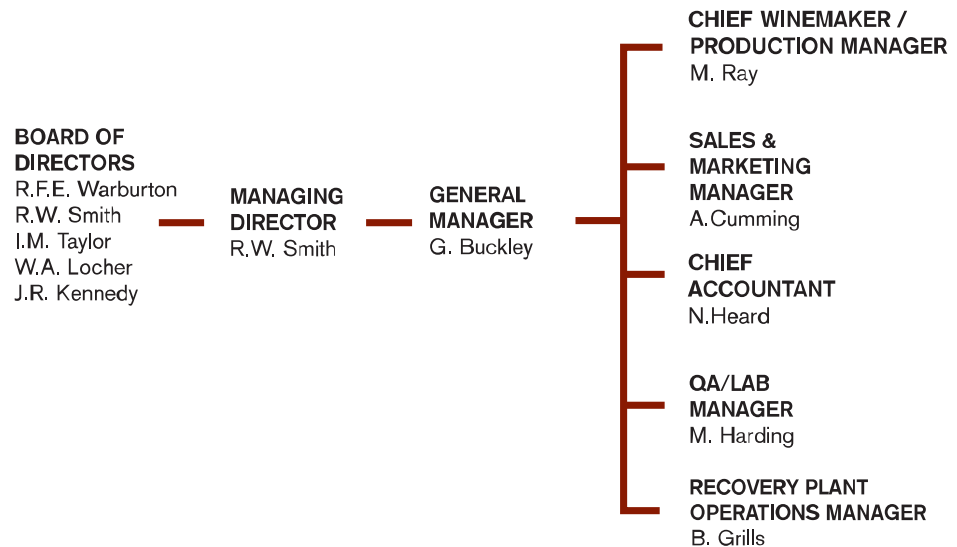 BOARD OF
DIRECTORS
R.F.E. Warburton
R.W. Smith
I.M. Taylor
W.A. Locher
J.R. Kennedy
MANAGING
DIRECTOR
R.W. Smith
GENERAL
MANAGER
G. Buckley
CHIEF WINEMAKER /
PRODUCTION MANAGER
M. Ray
SALES &
MARKETING
MANAGER
A.Cumming
CHIEF
ACCOUNTANT
N.Heard
QA/LAB
MANAGER
M. Harding
RECOVERY PLANT
OPERATIONS MANAGER
B. Grills